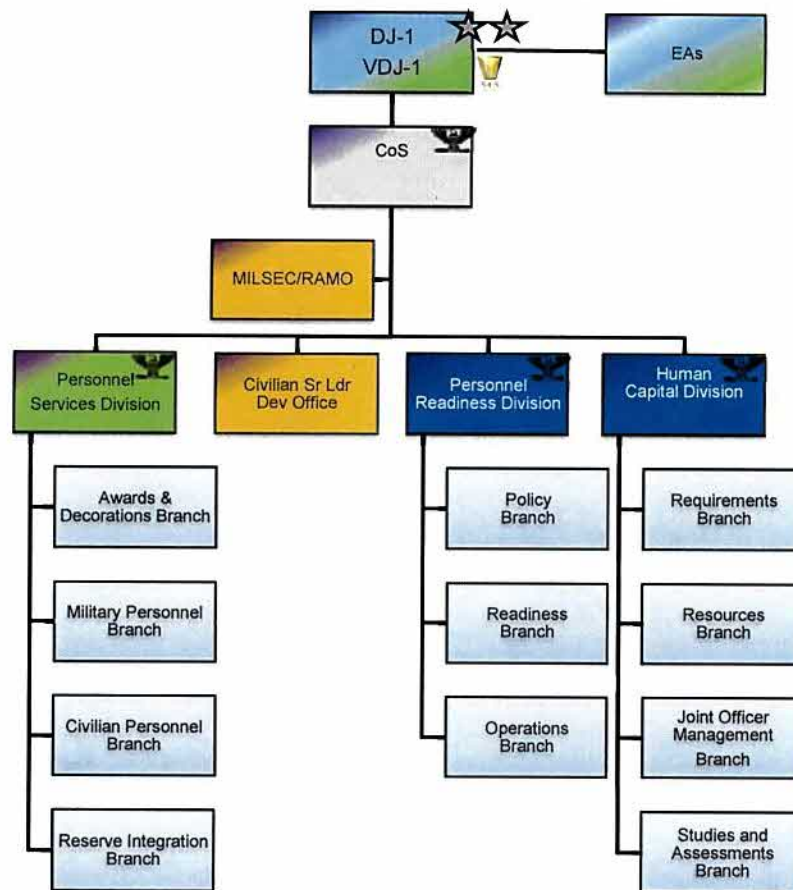 DJ-1
VDJ-1
EAs
SES
CoS
MILSEC/RAMO
Personnel
Services Division
Civilian Sr Ldr
Dev Office
Personnel
Readiness Division
Human
Capital Division
Awards &
Decorations Branch
Military Personnel
Branch
Civilian Personnel
Branch
Reserve Integration
Branch
Policy
Branch
Readiness
Branch
Operations
Branch
Requirements
Branch
Resources
Branch
Joint Officer
Management
Branch
Studies and
Assessments
Branch